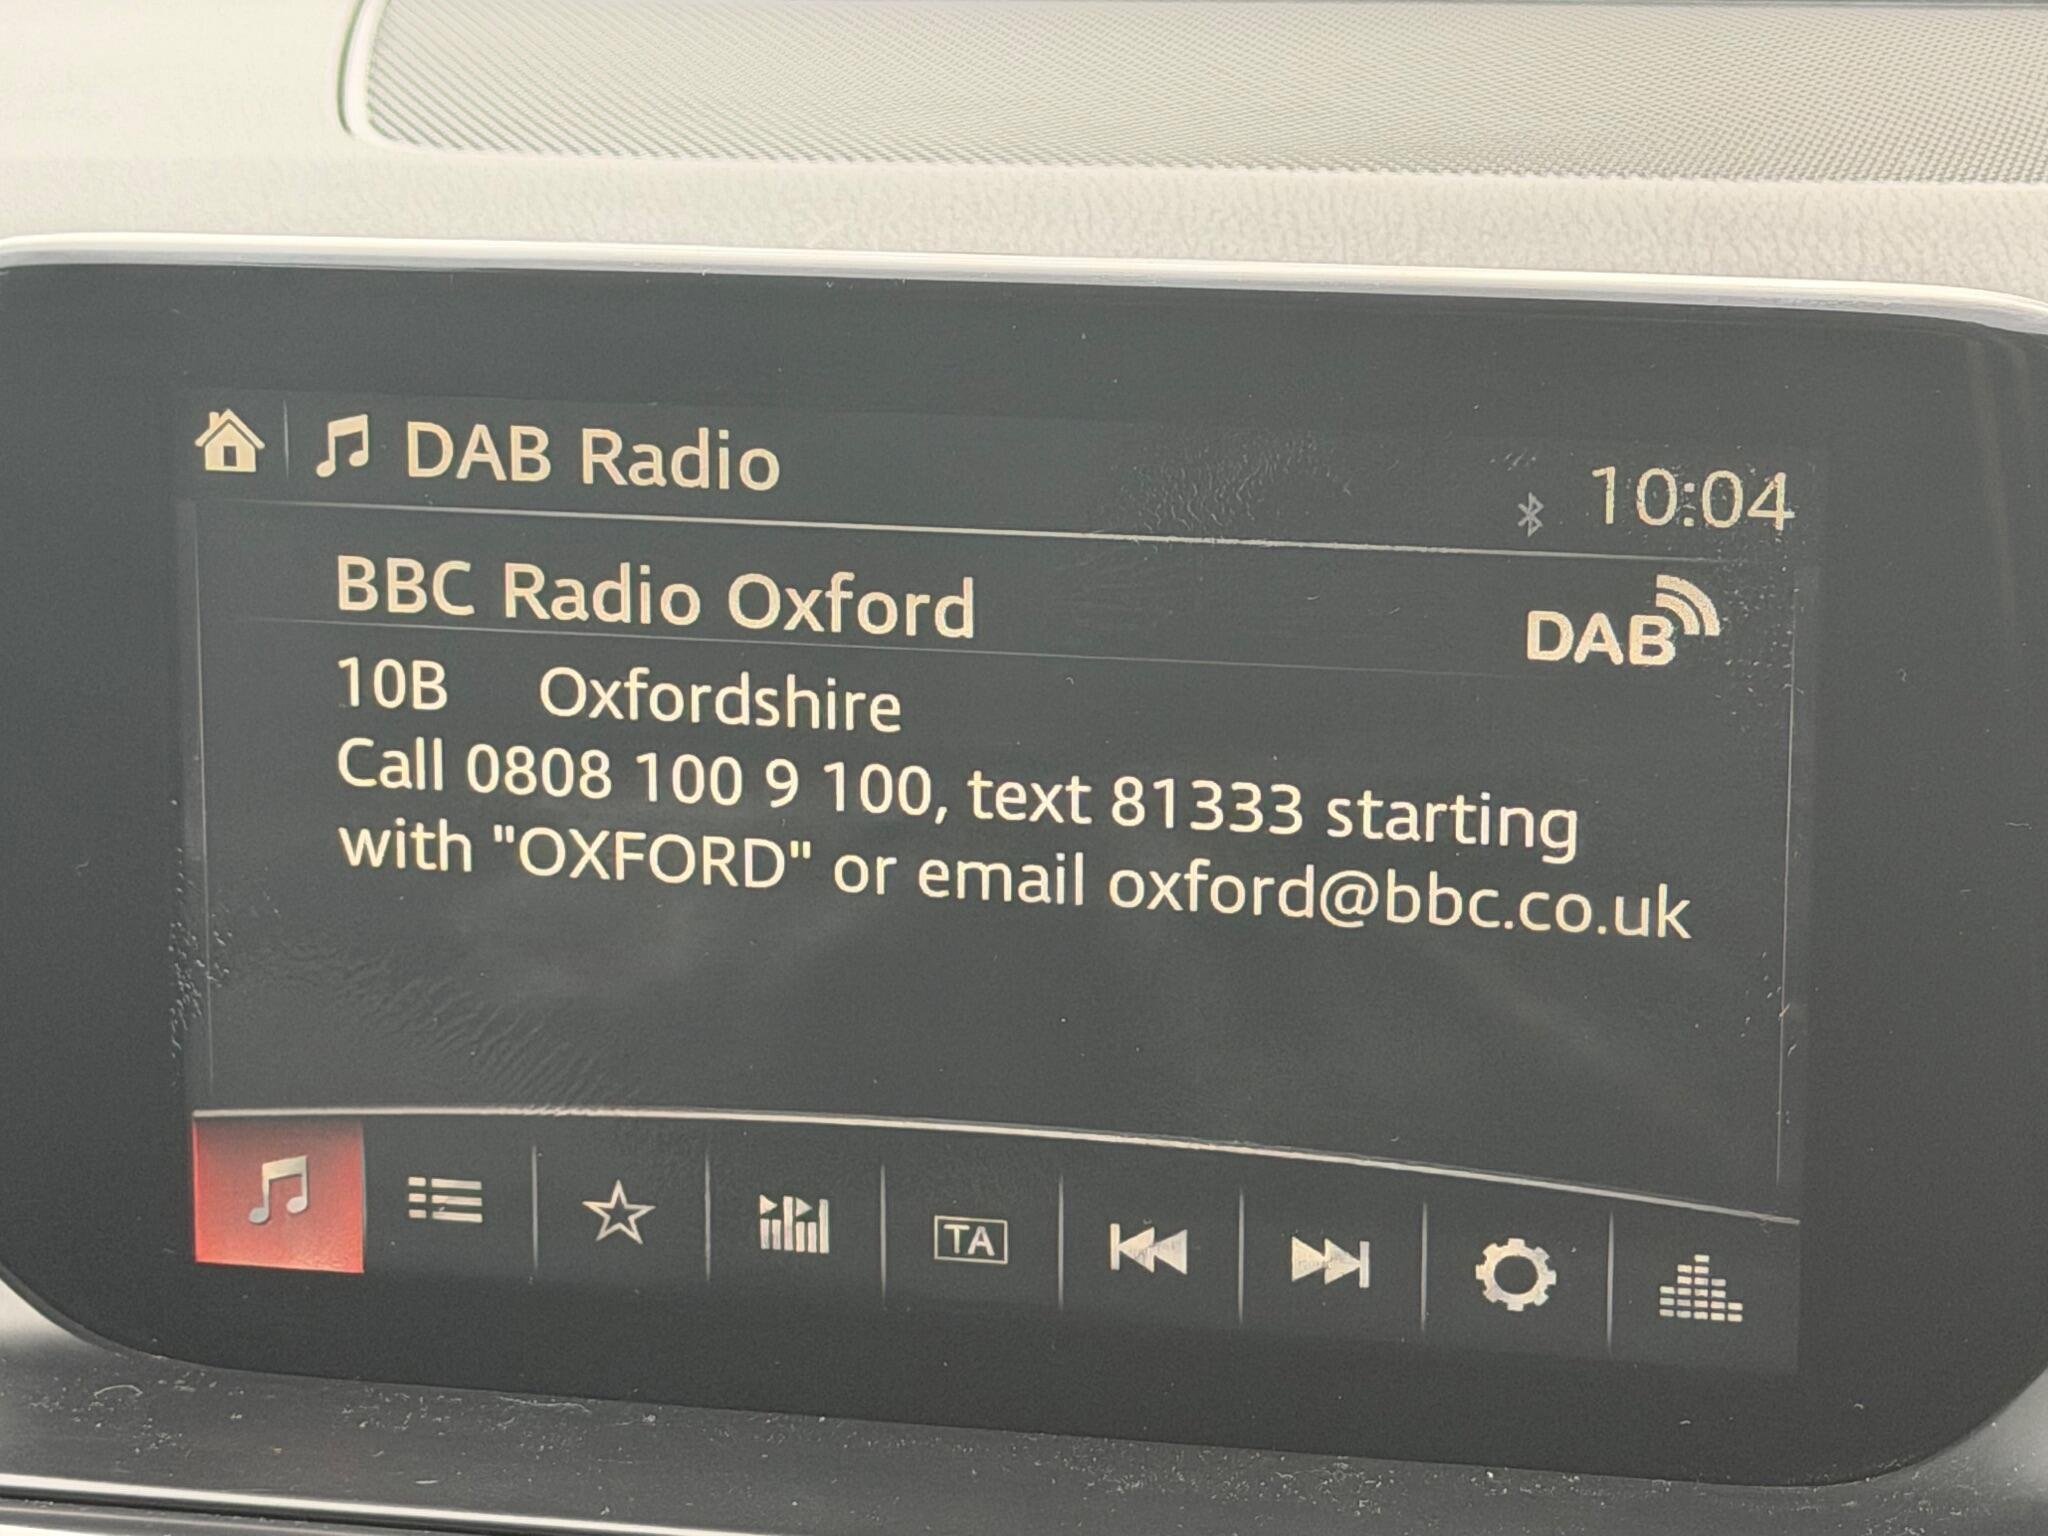 DAB Radio
10:04
BBC Radio Oxford
DAB
10B Oxfordshire
Call 0808 100 9 100, text 81333 starting
with "OXFORD" or email oxford@bbc.co.uk
TA